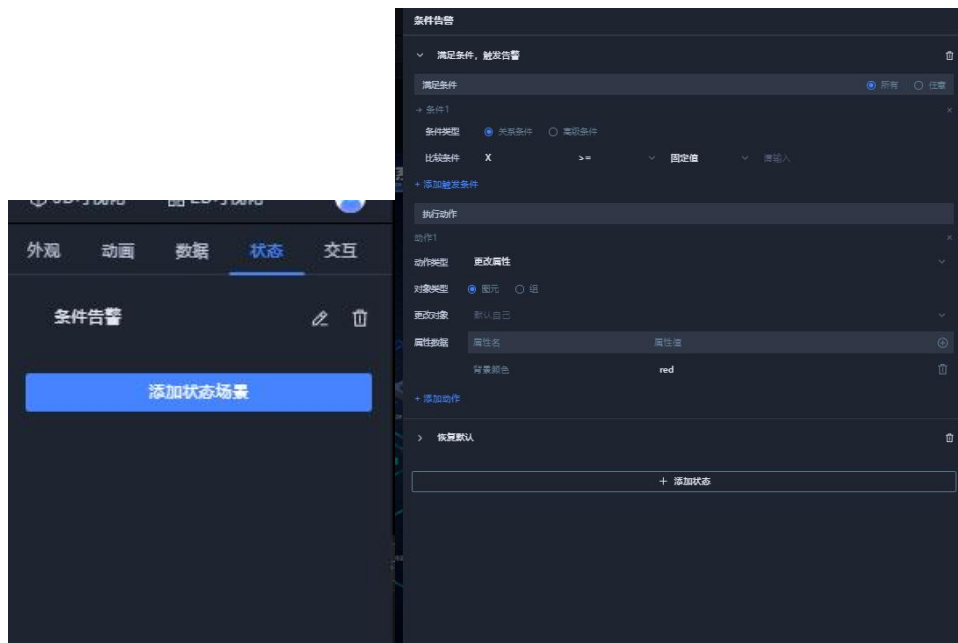 外观 动画 数据 状态 交互
条件告警
添加状态场景
条件告警
满足条件，触发告警
满足条件 所有 任意
条件1
条件类型 关系条件 高级条件
比较条件 X >= 固定值 请输入
+ 添加触发条件
执行动作
动作1
动作类型 更改属性
对象类型 图元 组
更改对象 默认自己
属性数据 属性名 属性值
背景颜色 red
+ 添加动作
恢复默认
+ 添加状态